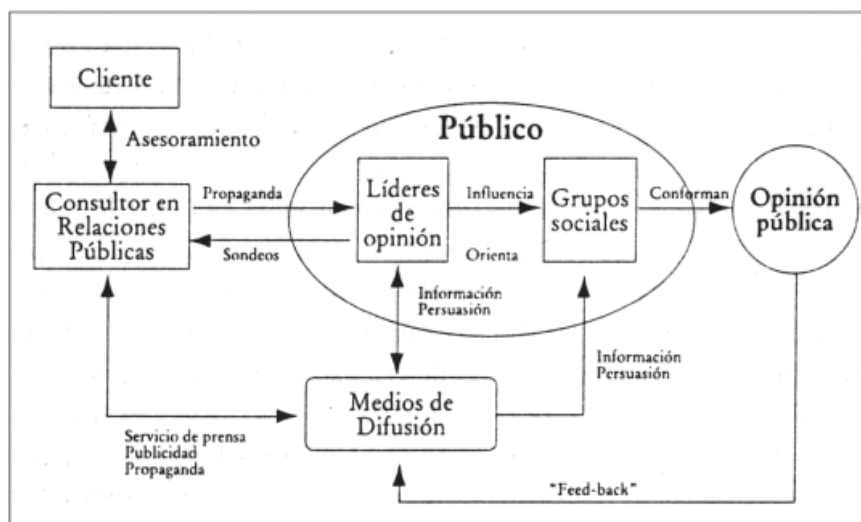 Cliente
Asesoramiento
Público
Consultor en
Relaciones
Públicas
Propaganda
Sondeos
Líderes
de
opinión
Influencia
Orienta
Grupos
sociales
Conforman
Opinión
pública
Información
Persuasión
Información
Persuasión
Medios de
Difusión
Servicio de prensa
Publicidad
Propaganda
"Feed-back"